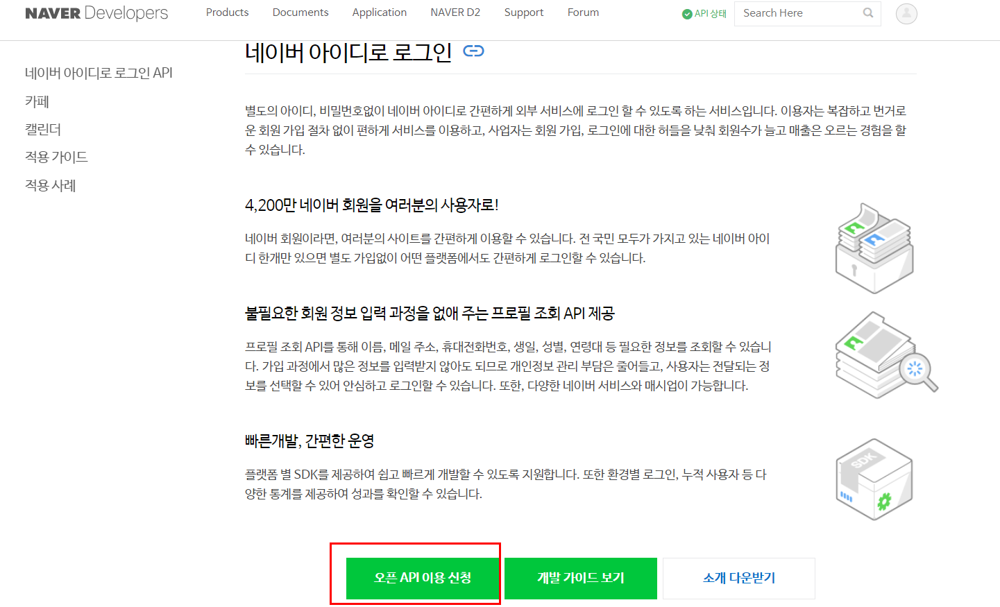 NAVER Developers
Products
Documents
Application
NAVER D2
Support
Forum
API 상태
Search Here
네이버 아이디로 로그인 API
카페
캘린더
적용 가이드
적용 사례
네이버 아이디로 로그인
별도의 아이디, 비밀번호없이 네이버 아이디로 간편하게 외부 서비스에 로그인 할 수 있도록 하는 서비스입니다. 이용자는 복잡하고 번거로
운 회원 가입 절차 없이 편하게 서비스를 이용하고, 사업자는 회원 가입, 로그인에 대한 허들을 낮춰 회원수가 늘고 매출은 오르는 경험을 할
수 있습니다.
4,200만 네이버 회원을 여러분의 사용자로!
네이버 회원이라면, 여러분의 사이트를 간편하게 이용할 수 있습니다. 전 국민 모두가 가지고 있는 네이버 아이
디 한개만 있으면 별도 가입없이 어떤 플랫폼에서도 간편하게 로그인할 수 있습니다.
불필요한 회원 정보 입력 과정을 없애 주는 프로필 조회 API 제공
프로필 조회 API를 통해 이름, 메일 주소, 휴대전화번호, 생일, 성별, 연령대 등 필요한 정보를 조회할 수 있습니
다. 가입 과정에서 많은 정보를 입력받지 않아도 되므로 개인정보 관리 부담은 줄어들고, 사용자는 전달되는 정
보를 선택할 수 있어 안심하고 로그인할 수 있습니다. 또한, 다양한 네이버 서비스와 매시업이 가능합니다.
빠른개발, 간편한 운영
플랫폼 별 SDK를 제공하여 쉽고 빠르게 개발할 수 있도록 지원합니다. 또한 환경별 로그인, 누적 사용자 등 다
양한 통계를 제공하여 성과를 확인할 수 있습니다.
SDK
오픈 API 이용 신청
개발 가이드 보기
소개 다운받기